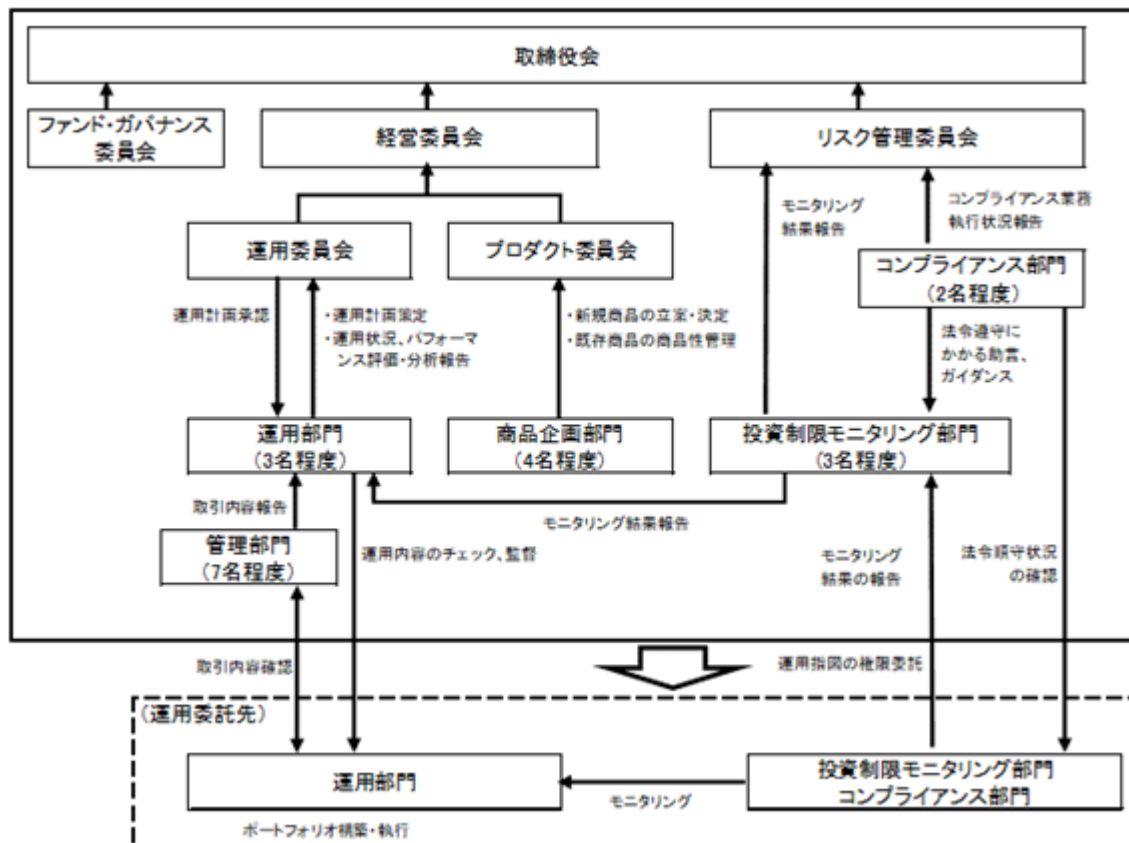 取締役会
ファンド・ガバナンス
委員会
経営委員会
リスク管理委員会
モニタリング
結果報告
コンプライアンス業務
執行状況報告
運用委員会
プロダクト委員会
コンプライアンス部門
(2名程度)
運用計画承認
・運用計画策定
・運用状況、パフォーマ
ンス評価・分析報告
・新規商品の立案・決定
・既存商品の商品性管理
法令遵守に
かかる助言、
ガイダンス
運用部門
(3名程度)
商品企画部門
(4名程度)
投資制限モニタリング部門
(3名程度)
取引内容報告
モニタリング結果報告
管理部門
(7名程度)
運用内容のチェック、監督
モニタリング
結果の報告
法令順守状況
の確認
取引内容確認
運用指図の権限委託
(運用委託先)
運用部門
モニタリング
投資制限モニタリング部門
コンプライアンス部門
ポートフォリオ構築・執行